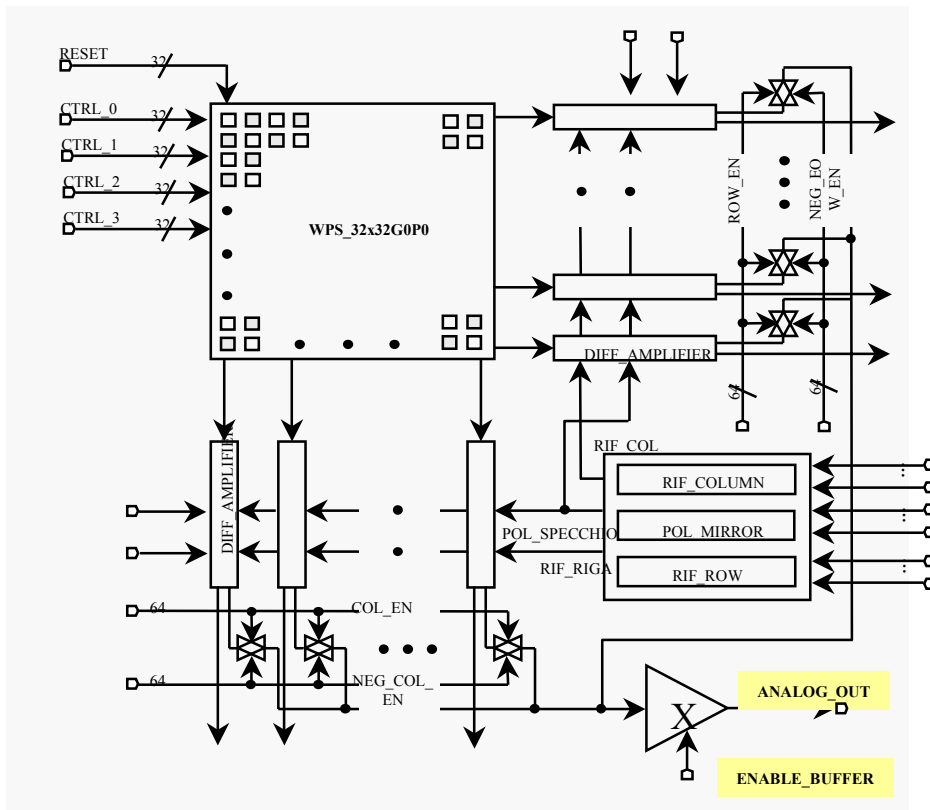 RESET
32
CTRL_0
32
CTRL_1
32
CTRL_2
32
CTRL_3
32
WPS_32x32G0P0
ROW_EN
NEG_EO
W_EN
DIFF_AMPLIFIER
64
64
DIFF_AMPLIFIER
RIF_COL
RIF_COLUMN
POL_SPECCHIO
POL_MIRROR
RIF_RIGA
RIF_ROW
64
COL_EN
64
NEG_COL_
EN
X
ANALOG_OUT
ENABLE_BUFFER